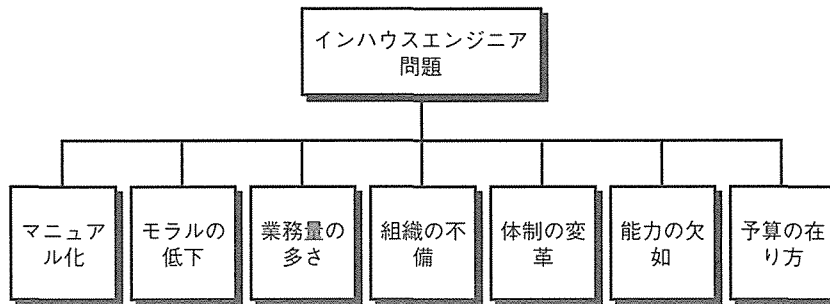 インハウスエンジニア
問題
マニュア
ル化
モラルの
低下
業務量の
多さ
組織の不
備
体制の変
革
能力の欠
如
予算の在
り方